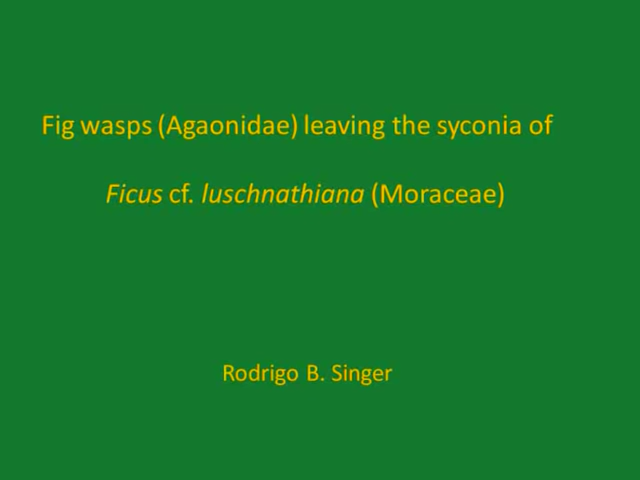 Fig wasps (Agaonidae) leaving the syconia of
Ficus cf. luschnathiana (Moraceae)
Rodrigo B. Singer